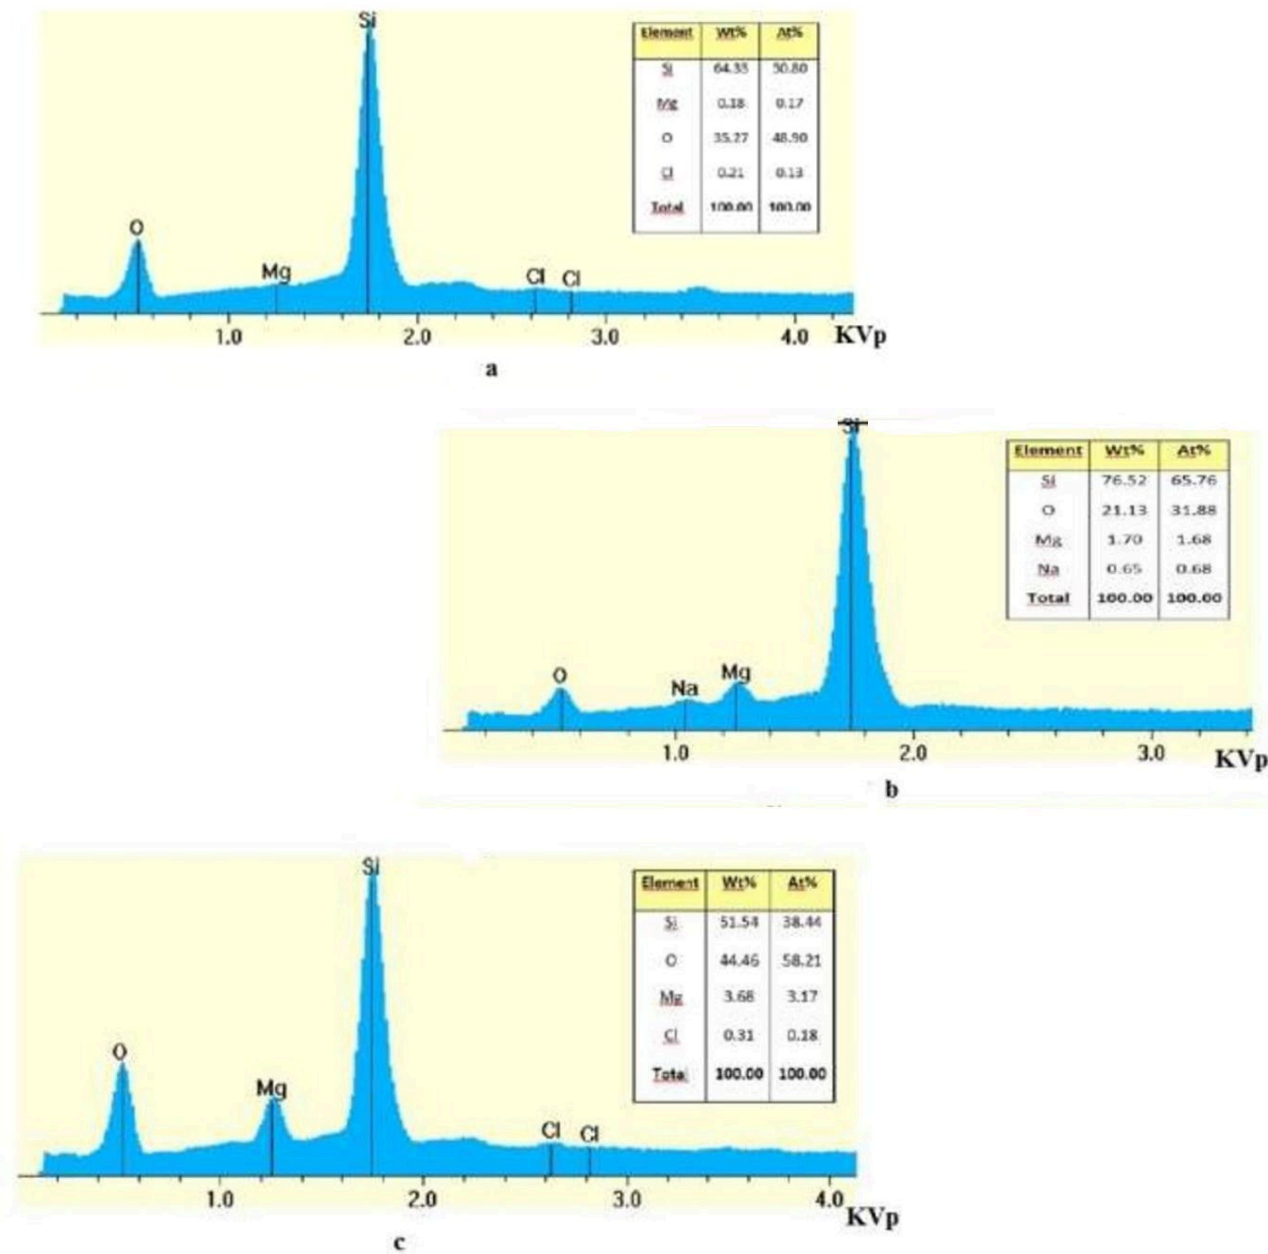 Si
O
Mg
Cl Cl
1.0 2.0 3.0 4.0 KVp
Element Wt% At%
Si 64.33 50.80
Mg 0.18 0.17
O 35.27 48.90
Cl 0.21 0.13
Total 100.00 100.00
a
Si
O
Na
Mg
1.0 2.0 3.0 KVp
Element Wt% At%
Si 76.52 65.76
O 21.13 31.88
Mg 1.70 1.68
Na 0.65 0.68
Total 100.00 100.00
b
Si
O
Mg
Cl Cl
1.0 2.0 3.0 4.0 KVp
Element Wt% At%
Si 51.54 38.44
O 44.46 58.21
Mg 3.68 3.17
Cl 0.31 0.18
Total 100.00 100.00
c